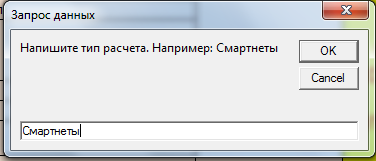 Запрос данных
Напишите тип расчета. Например: Смартнеты
OK
Cancel
Смартнеты